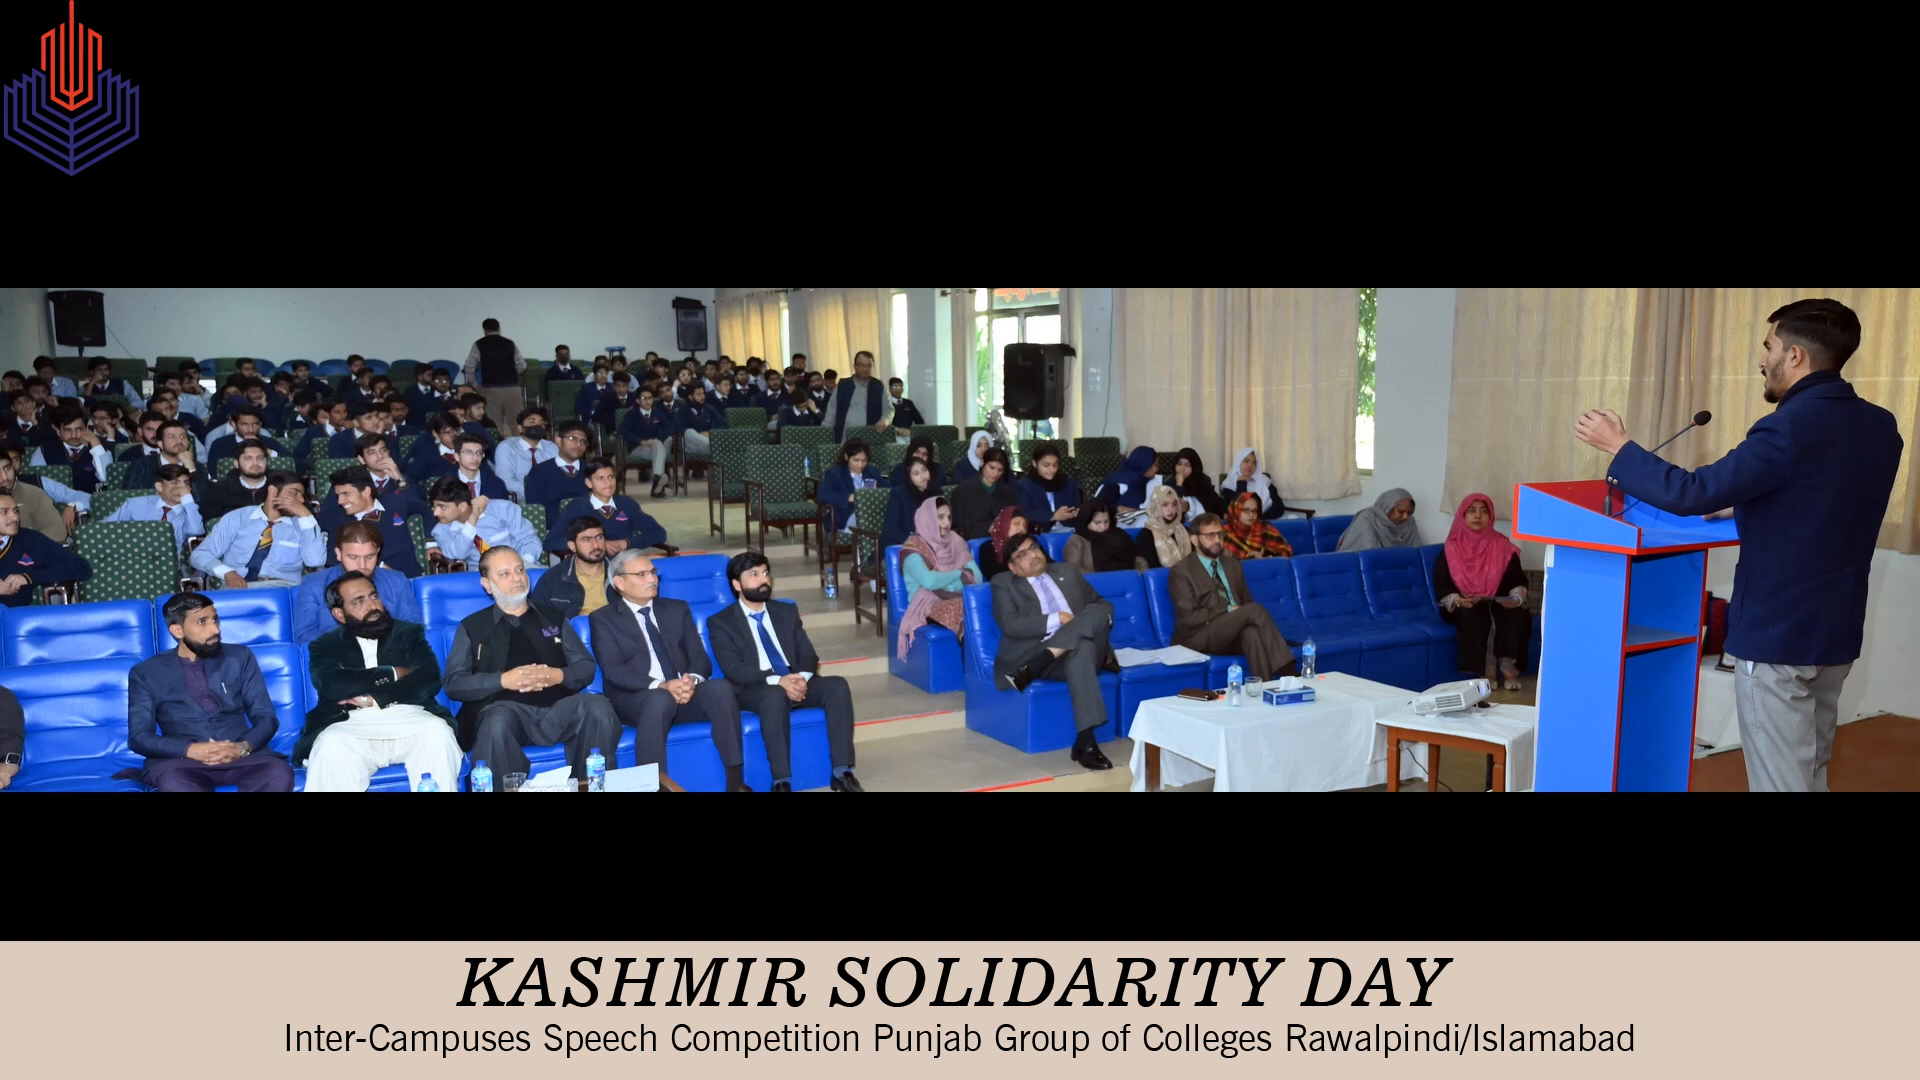 KASHMIR SOLIDARITY DAY
Inter-Campuses Speech Competition Punjab Group of Colleges Rawalpindi/Islamabad